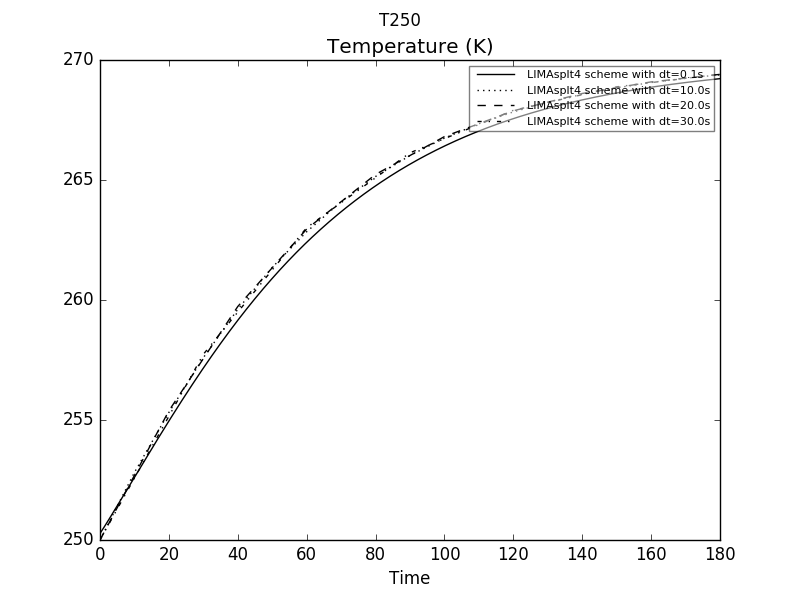 T250
Temperature (K)
270
265
260
255
250
LIMAsplt4 scheme with dt=0.1s
LIMAsplt4 scheme with dt=10.0s
LIMAsplt4 scheme with dt=20.0s
LIMAsplt4 scheme with dt=30.0s
0 20 40 60 80 100 120 140 160 180
Time